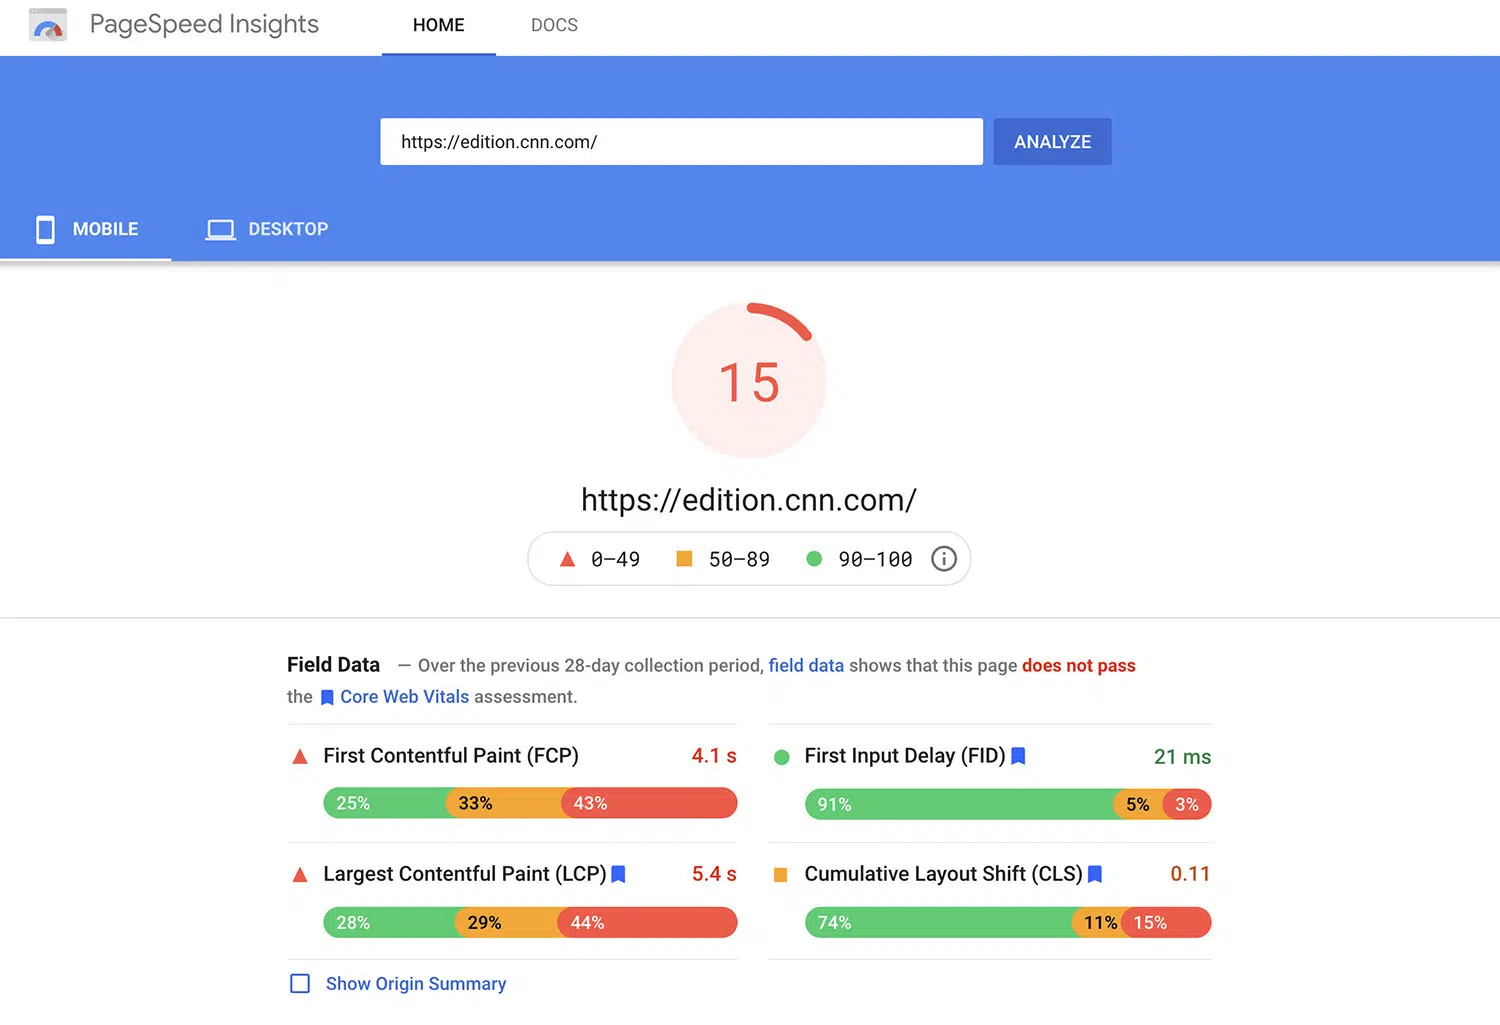 PageSpeed Insights HOME DOCS
https://edition.cnn.com/ ANALYZE
MOBILE DESKTOP
15
https://edition.cnn.com/
0–49 50–89 90–100
Field Data — Over the previous 28-day collection period, field data shows that this page does not pass
the Core Web Vitals assessment.
First Contentful Paint (FCP) 4.1 s
25% 33% 43%
First Input Delay (FID) 21 ms
91% 5% 3%
Largest Contentful Paint (LCP) 5.4 s
28% 29% 44%
Cumulative Layout Shift (CLS) 0.11
74% 11% 15%
Show Origin Summary